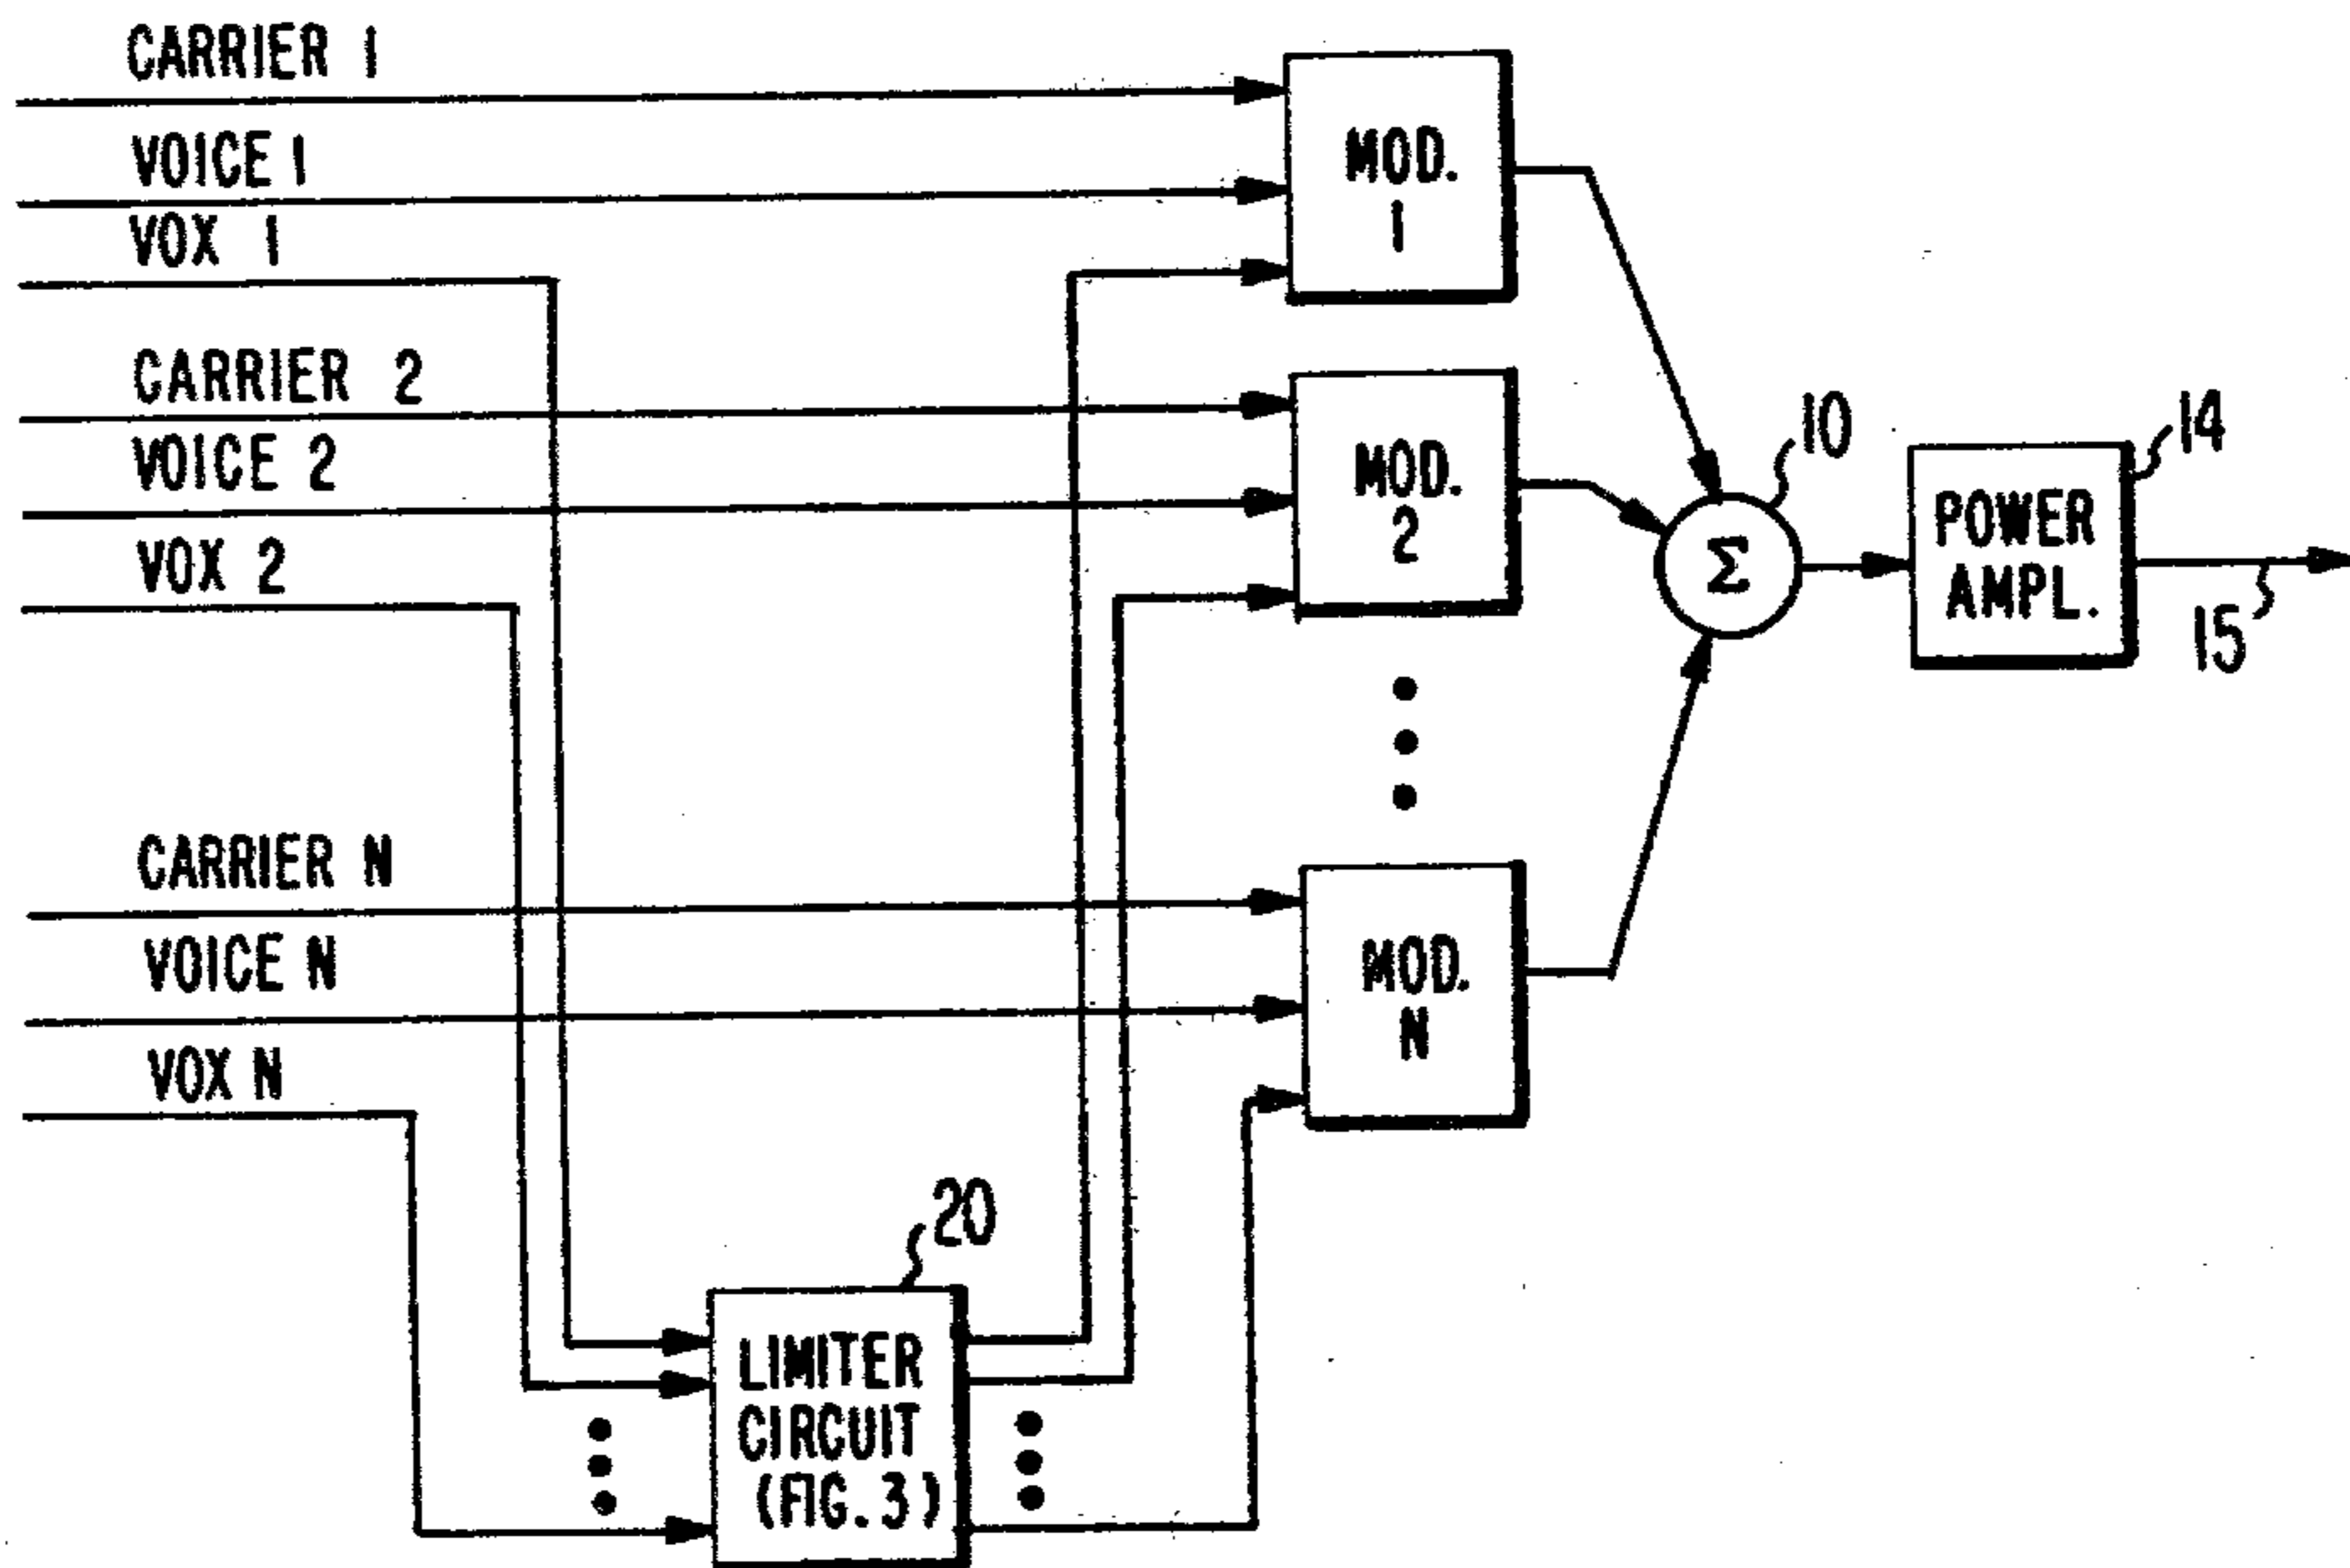 CARRIER 1
VOICE 1
VOX 1
MOD.
1
CARRIER 2
VOICE 2
VOX 2
MOD.
2
10
Σ
14
POWER
AMPL.
15
CARRIER N
VOICE N
VOX N
MOD.
N
20
LIMITER
CIRCUIT
(FIG. 3)